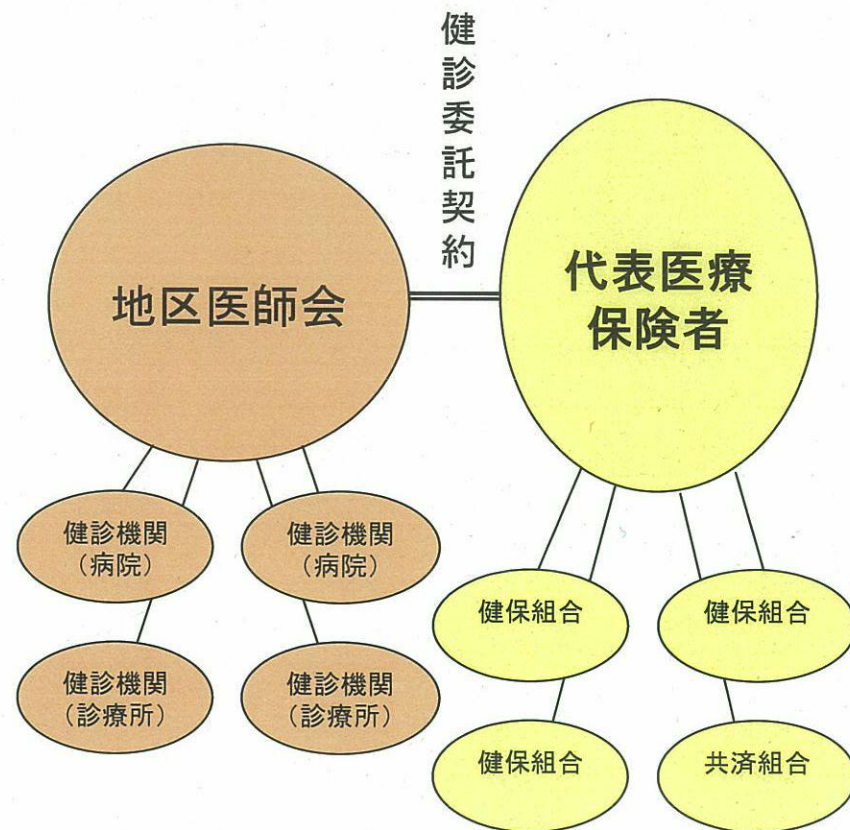 健診委託契約
地区医師会
代表医療
保険者
健診機関
(病院)
健診機関
(病院)
健診機関
(診療所)
健診機関
(診療所)
健保組合
健保組合
健保組合
共済組合